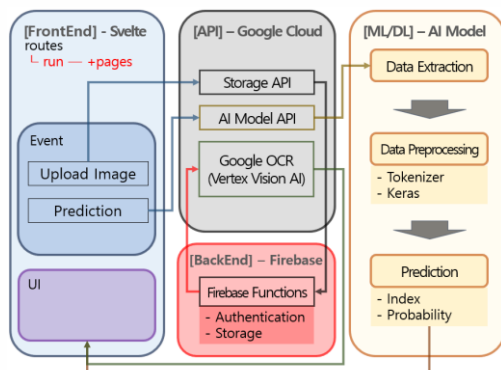 [FrontEnd] - Svelte
routes
└ run — +pages
Event
Upload Image
Prediction
UI
[API] – Google Cloud
Storage API
AI Model API
Google OCR
(Vertex Vision AI)
[BackEnd] – Firebase
Firebase Functions
- Authentication
- Storage
[ML/DL] – AI Model
Data Extraction
Data Preprocessing
- Tokenizer
- Keras
Prediction
- Index
- Probability